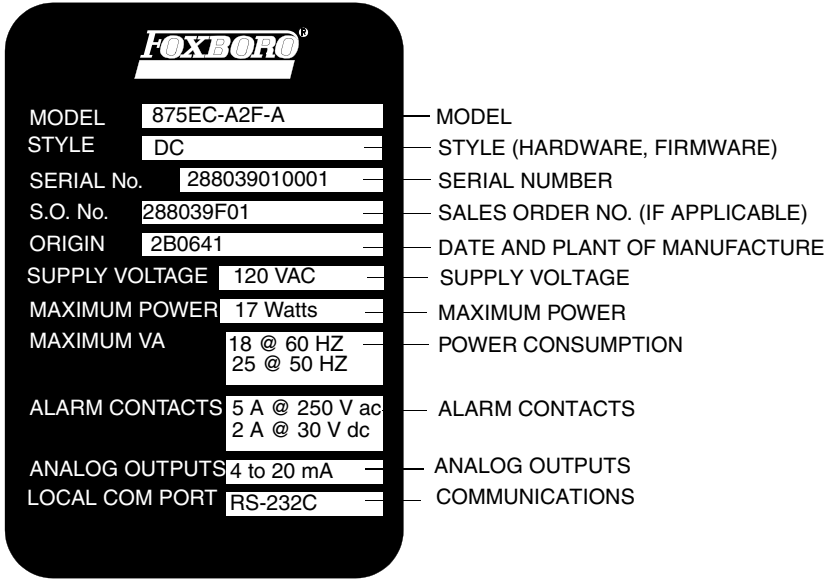 FOXBORO®
MODEL 875EC-A2F-A MODEL
STYLE DC STYLE (HARDWARE, FIRMWARE)
SERIAL No. 288039010001 SERIAL NUMBER
S.O. No. 288039F01 SALES ORDER NO. (IF APPLICABLE)
ORIGIN 2B0641 DATE AND PLANT OF MANUFACTURE
SUPPLY VOLTAGE 120 VAC SUPPLY VOLTAGE
MAXIMUM POWER 17 Watts MAXIMUM POWER
MAXIMUM VA 18 @ 60 HZ POWER CONSUMPTION
25 @ 50 HZ
ALARM CONTACTS 5 A @ 250 V ac ALARM CONTACTS
2 A @ 30 V dc
ANALOG OUTPUTS 4 to 20 mA ANALOG OUTPUTS
LOCAL COM PORT RS-232C COMMUNICATIONS